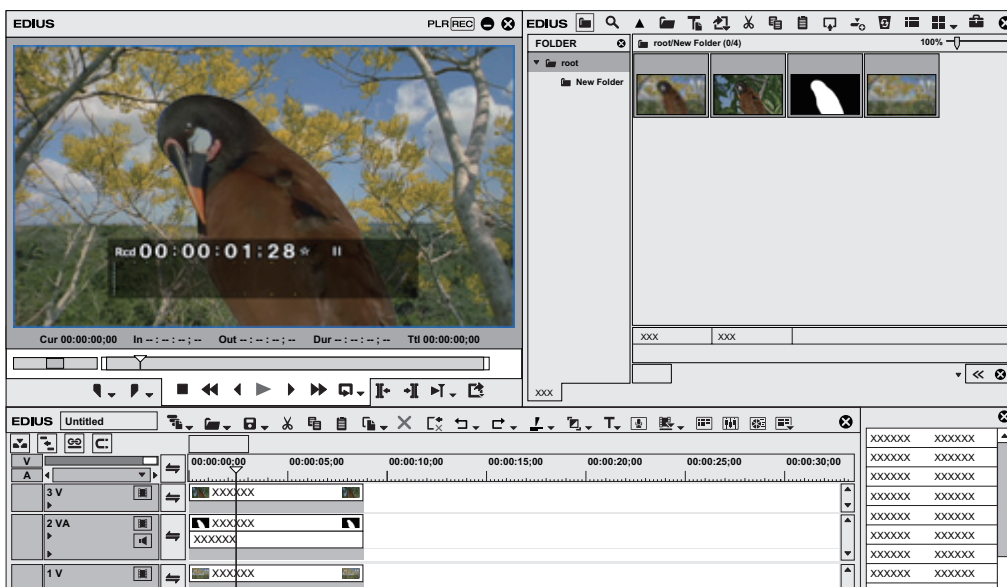 EDIUS PLR REC
Rcd 00:00:01:28
Cur 00:00:00;00 In -- : -- : -- ; -- Out -- : -- : -- ; -- Dur -- : -- : -- ; -- Ttl 00:00:00;00
EDIUS
FOLDER
root
New Folder
root/New Folder (0/4) 100%
XXX XXX
XXX
EDIUS Untitled
V
A
00:00:00;00 00:00:05;00 00:00:10;00 00:00:15;00 00:00:20;00 00:00:25;00 00:00:30;00
3 V XXXXXX
2 VA XXXXXX
XXXXXX
1 V XXXXXX
XXXXXX XXXXXX
XXXXXX XXXXXX
XXXXXX XXXXXX
XXXXXX XXXXXX
XXXXXX XXXXXX
XXXXXX XXXXXX
XXXXXX XXXXXX
XXXXXX XXXXXX